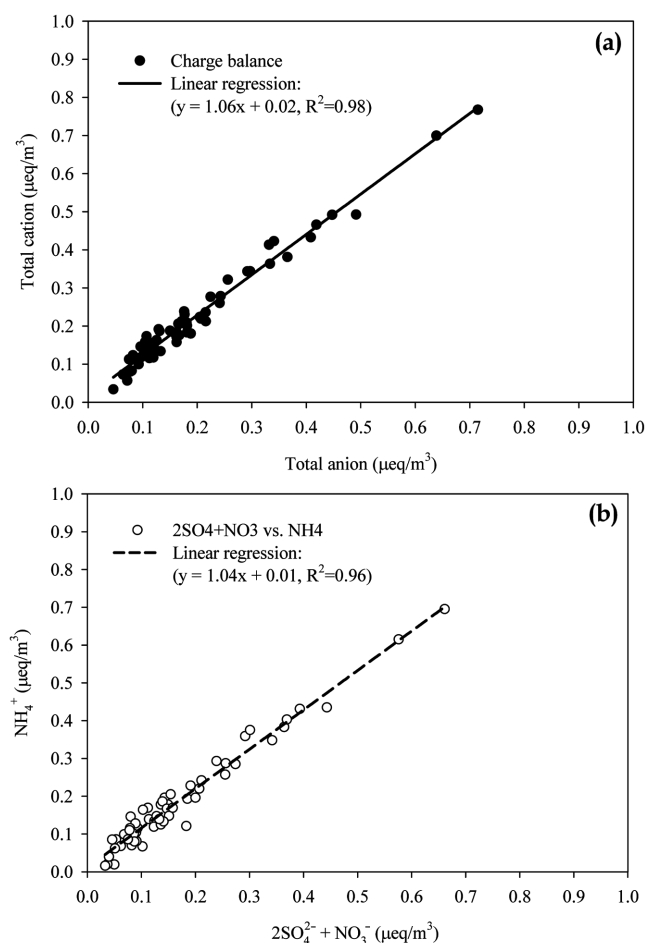 (a)
Charge balance
Linear regression:
(y = 1.06x + 0.02, R²=0.98)
Total cation (μeq/m³)
1.0
0.9
0.8
0.7
0.6
0.5
0.4
0.3
0.2
0.1
0.0
0.0 0.1 0.2 0.3 0.4 0.5 0.6 0.7 0.8 0.9 1.0
Total anion (μeq/m³)
(b)
2SO4+NO3 vs. NH4
Linear regression:
(y = 1.04x + 0.01, R²=0.96)
NH₄⁺ (μeq/m³)
1.0
0.9
0.8
0.7
0.6
0.5
0.4
0.3
0.2
0.1
0.0
0.0 0.1 0.2 0.3 0.4 0.5 0.6 0.7 0.8 0.9 1.0
2SO₄²⁻ + NO₃⁻ (μeq/m³)